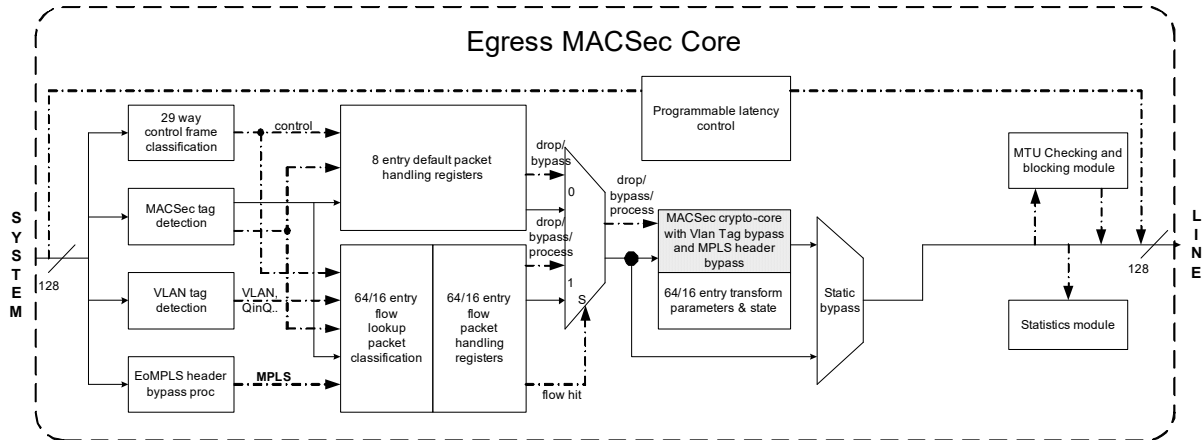 Egress MACSec Core
SYSTEM
128
29 way
control frame
classification
control
MACSec tag
detection
VLAN tag
detection
VLAN,
QinQ..
EoMPLS header
bypass proc
MPLS
8 entry default packet
handling registers
64/16 entry
flow
lookup
packet
classification
64/16 entry
flow
packet
handling
registers
drop/
bypass
0
drop/
bypass/
process
1
S
flow hit
drop/
bypass/
process
Programmable latency
control
MACSec crypto-core
with Vlan Tag bypass
and MPLS header
bypass
64/16 entry transform
parameters & state
Static
bypass
MTU Checking and
blocking module
Statistics module
128
LINE